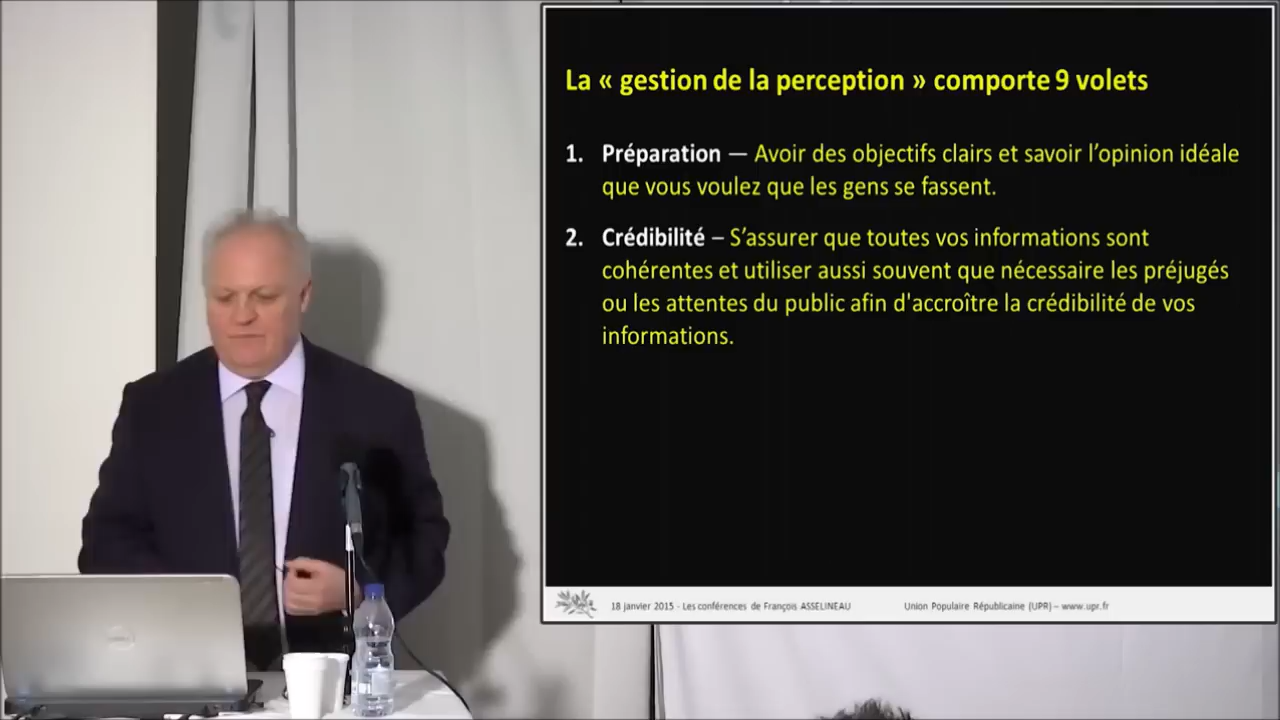 La « gestion de la perception » comporte 9 volets
1. Préparation — Avoir des objectifs clairs et savoir l’opinion idéale
que vous voulez que les gens se fassent.
2. Crédibilité – S’assurer que toutes vos informations sont
cohérentes et utiliser aussi souvent que nécessaire les préjugés
ou les attentes du public afin d'accroître la crédibilité de vos
informations.
18 janvier 2015 - Les conférences de François ASSELINEAU
Union Populaire Républicaine (UPR) – www.upr.fr
DELL